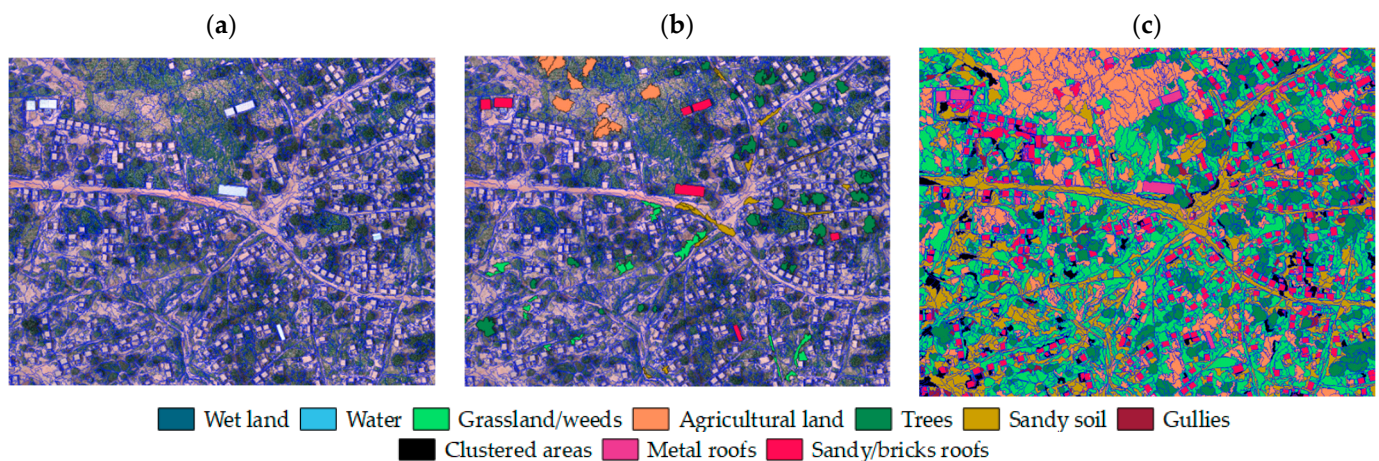 (a) (b) (c)
Wet land Water Grassland/weeds Agricultural land Trees Sandy soil Gullies
Clustered areas Metal roofs Sandy/bricks roofs